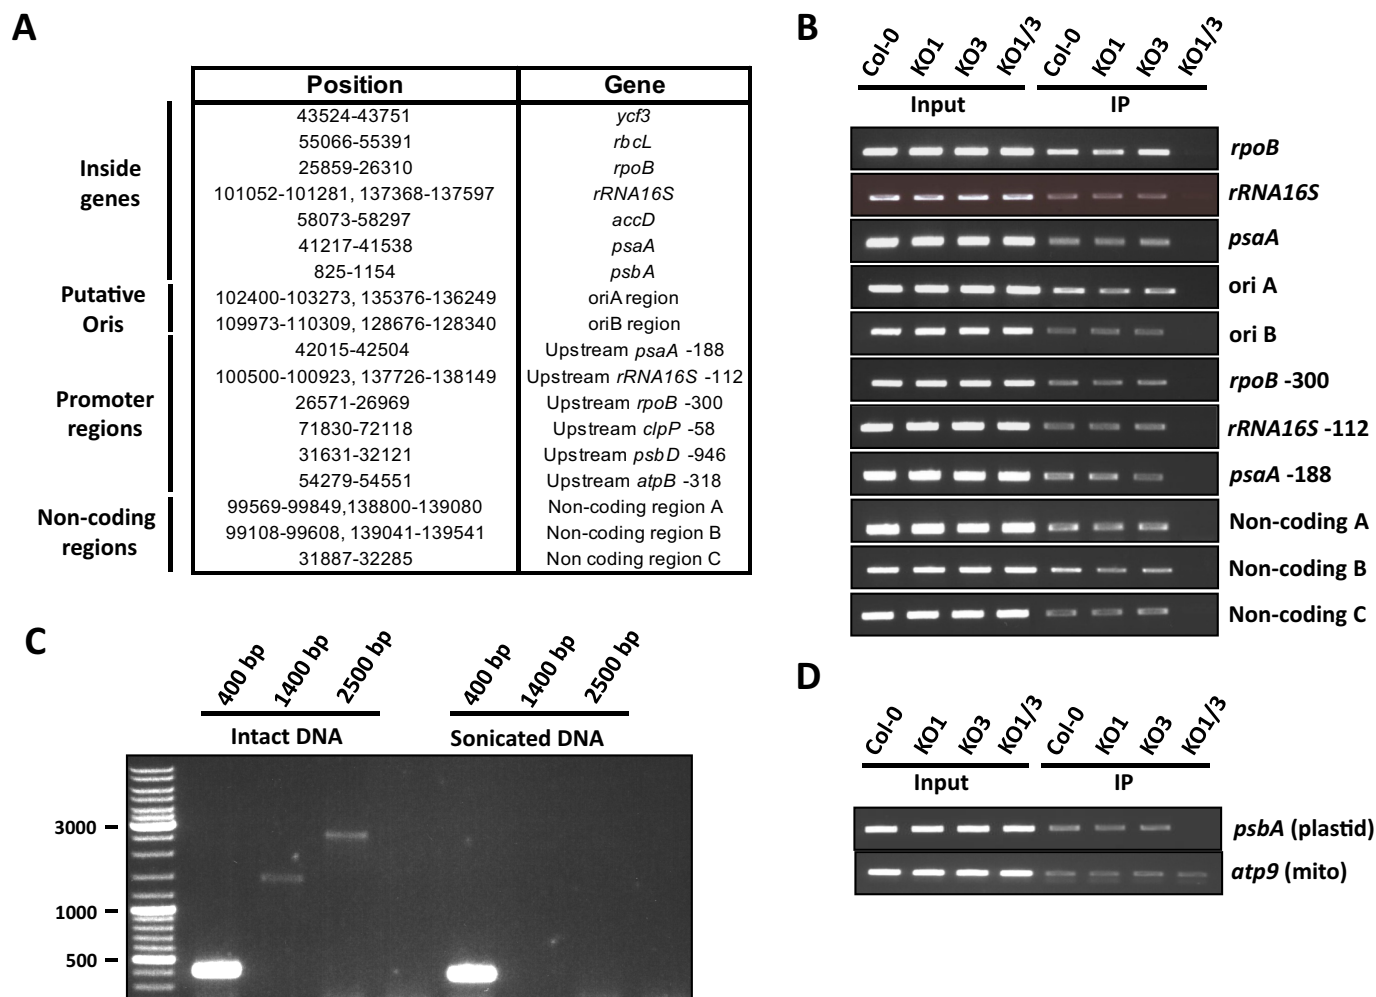 A
Position Gene
Inside genes
43524-43751 ycf3
55066-55391 rbcL
25859-26310 rpoB
101052-101281, 137368-137597 rRNA16S
58073-58297 accD
41217-41538 psaA
825-1154 psbA
Putative Oris
102400-103273, 135376-136249 oriA region
109973-110309, 128676-128340 oriB region
Promoter regions
42015-42504 Upstream psaA -188
100500-100923, 137726-138149 Upstream rRNA16S -112
26571-26969 Upstream rpoB -300
71830-72118 Upstream clpP -58
31631-32121 Upstream psbD -946
54279-54551 Upstream atpB -318
Non-coding regions
99569-99849,138800-139080 Non-coding region A
99108-99608, 139041-139541 Non-coding region B
31887-32285 Non coding region C
B
Col-0 KO1 KO3 KO1/3 Col-0 KO1 KO3 KO1/3
Input IP
rpoB
rRNA16S
psaA
ori A
ori B
rpoB -300
rRNA16S -112
psaA -188
Non-coding A
Non-coding B
Non-coding C
C
400 bp 1400 bp 2500 bp 400 bp 1400 bp 2500 bp
Intact DNA Sonicated DNA
3000
1000
500
D
Col-0 KO1 KO3 KO1/3 Col-0 KO1 KO3 KO1/3
Input IP
psbA (plastid)
atp9 (mito)